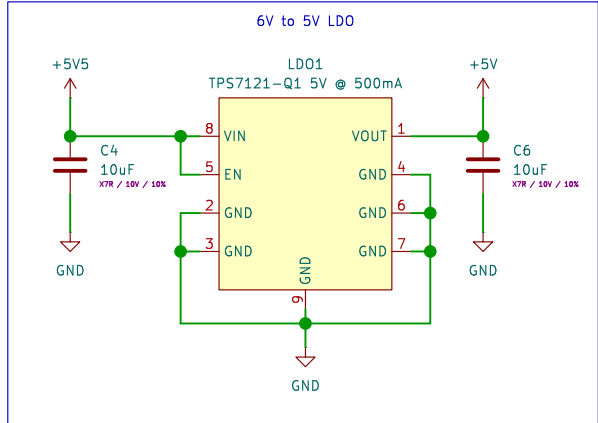 6V to 5V LDO
+5V5
LDO1
+5V
TPS7121-Q1 5V @ 500mA
8 VIN
VOUT 1
C4
10uF
X7R / 10V / 10%
5 EN
GND 4
C6
10uF
X7R / 10V / 10%
2 GND
GND 6
3 GND
GND 7
GND
9
GND
GND
GND